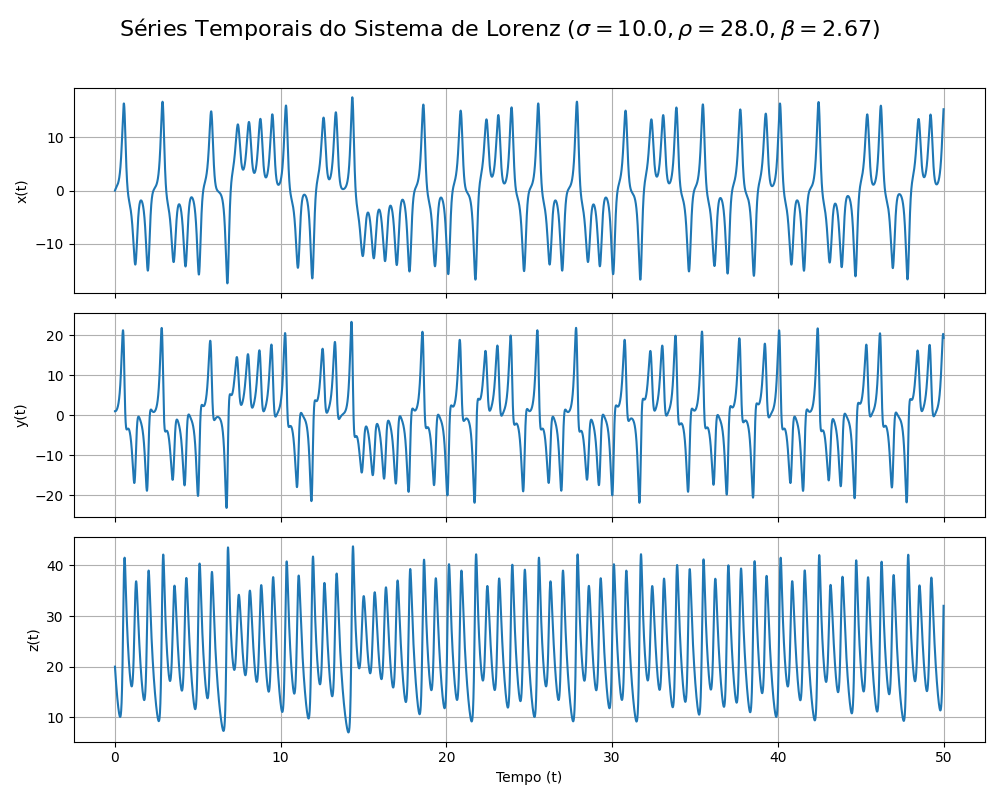 Séries Temporais do Sistema de Lorenz (σ = 10.0, ρ = 28.0, β = 2.67)
10
0
−10
x(t)
20
10
0
−10
−20
y(t)
40
30
20
10
z(t)
0 10 20 30 40 50
Tempo (t)